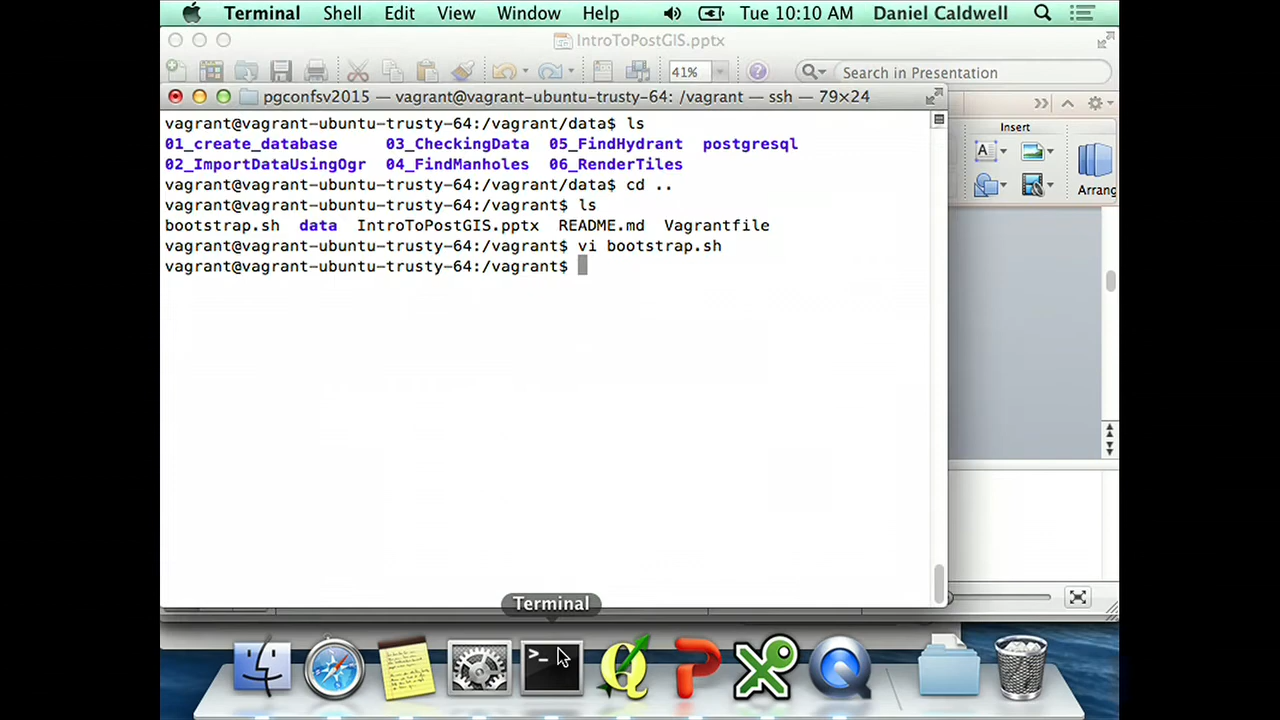 Terminal Shell Edit View Window Help Tue 10:10 AM Daniel Caldwell
IntroToPostGIS.pptx
41% Search in Presentation
pgconfsv2015 — vagrant@vagrant-ubuntu-trusty-64: /vagrant — ssh — 79×24
Insert
Arrang
vagrant@vagrant-ubuntu-trusty-64:/vagrant/data$ ls
01_create_database 03_CheckingData 05_FindHydrant postgresql
02_ImportDataUsingOgr 04_FindManholes 06_RenderTiles
vagrant@vagrant-ubuntu-trusty-64:/vagrant/data$ cd ..
vagrant@vagrant-ubuntu-trusty-64:/vagrant$ ls
bootstrap.sh data IntroToPostGIS.pptx README.md Vagrantfile
vagrant@vagrant-ubuntu-trusty-64:/vagrant$ vi bootstrap.sh
vagrant@vagrant-ubuntu-trusty-64:/vagrant$
Terminal